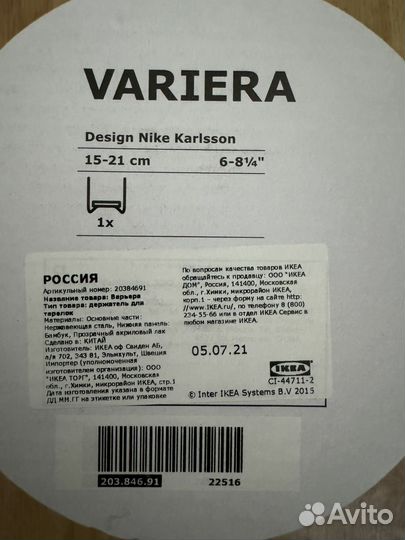 VARIERA
Design Nike Karlsson
15-21 cm 6-8¼"
1x
РОССИЯ
Артикульный номер: 20384691
Название товара: Варьера
Тип товара: держатель для
тарелок
Материалы: Основные части:
Нержавеющая сталь, Нижняя панель:
Бамбук, Прозрачный акриловый лак
Сделано в: КИТАЙ
Изготовитель: ИКЕА оф Свиден АБ,
а/я 702, 343 81, Эльмхульт, Швеция
Импортер (уполномоченная
изготовителем организация): ООО
"ИКЕА ТОРГ", 141400, Московская
обл., г.Химки, микрорайон ИКЕА, стр.1
Дата изготовления указана в формате
ДД.ММ.ГГ на этикетке или упаковке
По вопросам качества товаров ИКЕА
обращайтесь к продавцу: ООО "ИКЕА
ДОМ", Россия, 141400, Московская
обл., г.Химки, микрорайон ИКЕА,
корп.1 - через форму на сайте http:
//www.IKEA.ru/, по телефону 8 (800)
234-55-66 или в отдел ИКЕА Сервис в
любом магазине ИКЕА.
05.07.21
IKEA
CI-44711-2
© Inter IKEA Systems B.V 2015
203.846.91 22516
Avito